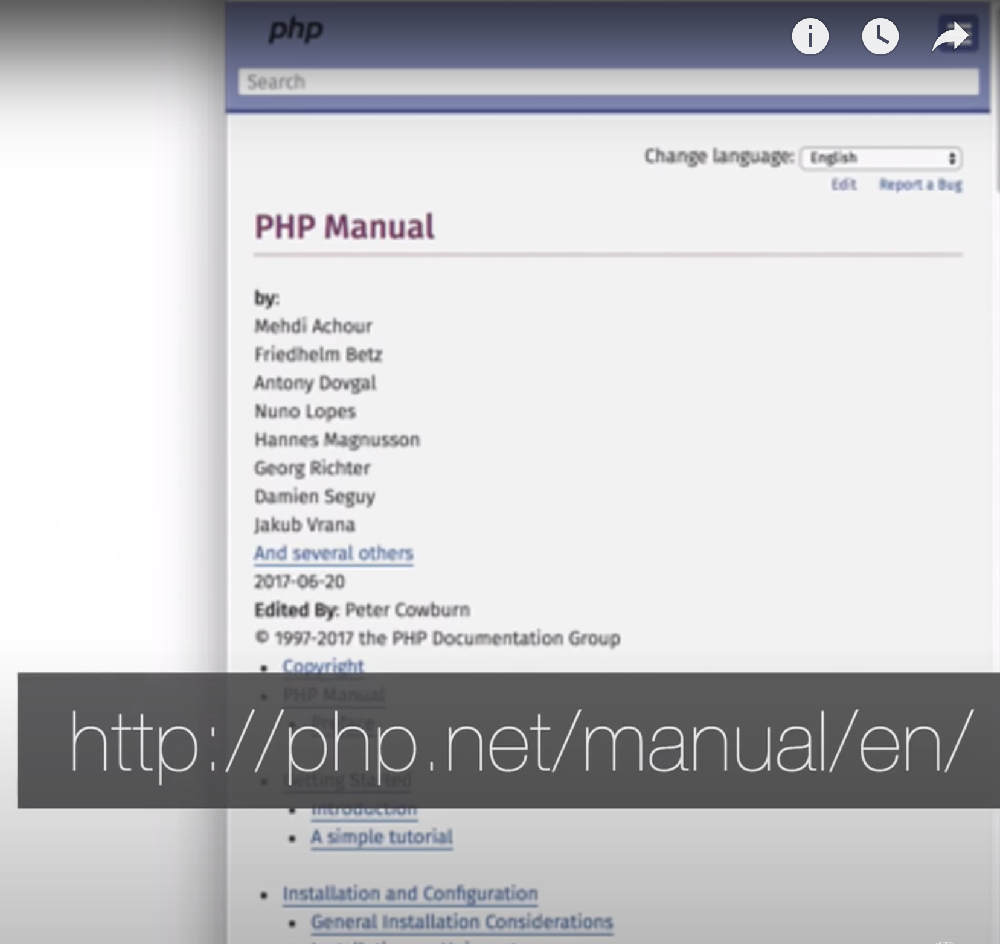 php
Search
Change language: English
Edit Report a Bug
PHP Manual
by:
Mehdi Achour
Friedhelm Betz
Antony Dovgal
Nuno Lopes
Hannes Magnusson
Georg Richter
Damien Seguy
Jakub Vrana
And several others
2017-06-20
Edited By: Peter Cowburn
© 1997-2017 the PHP Documentation Group
• Copyright
• PHP Manual
• Preface
http://php.net/manual/en/
• Getting Started
• Introduction
• A simple tutorial
• Installation and Configuration
• General Installation Considerations